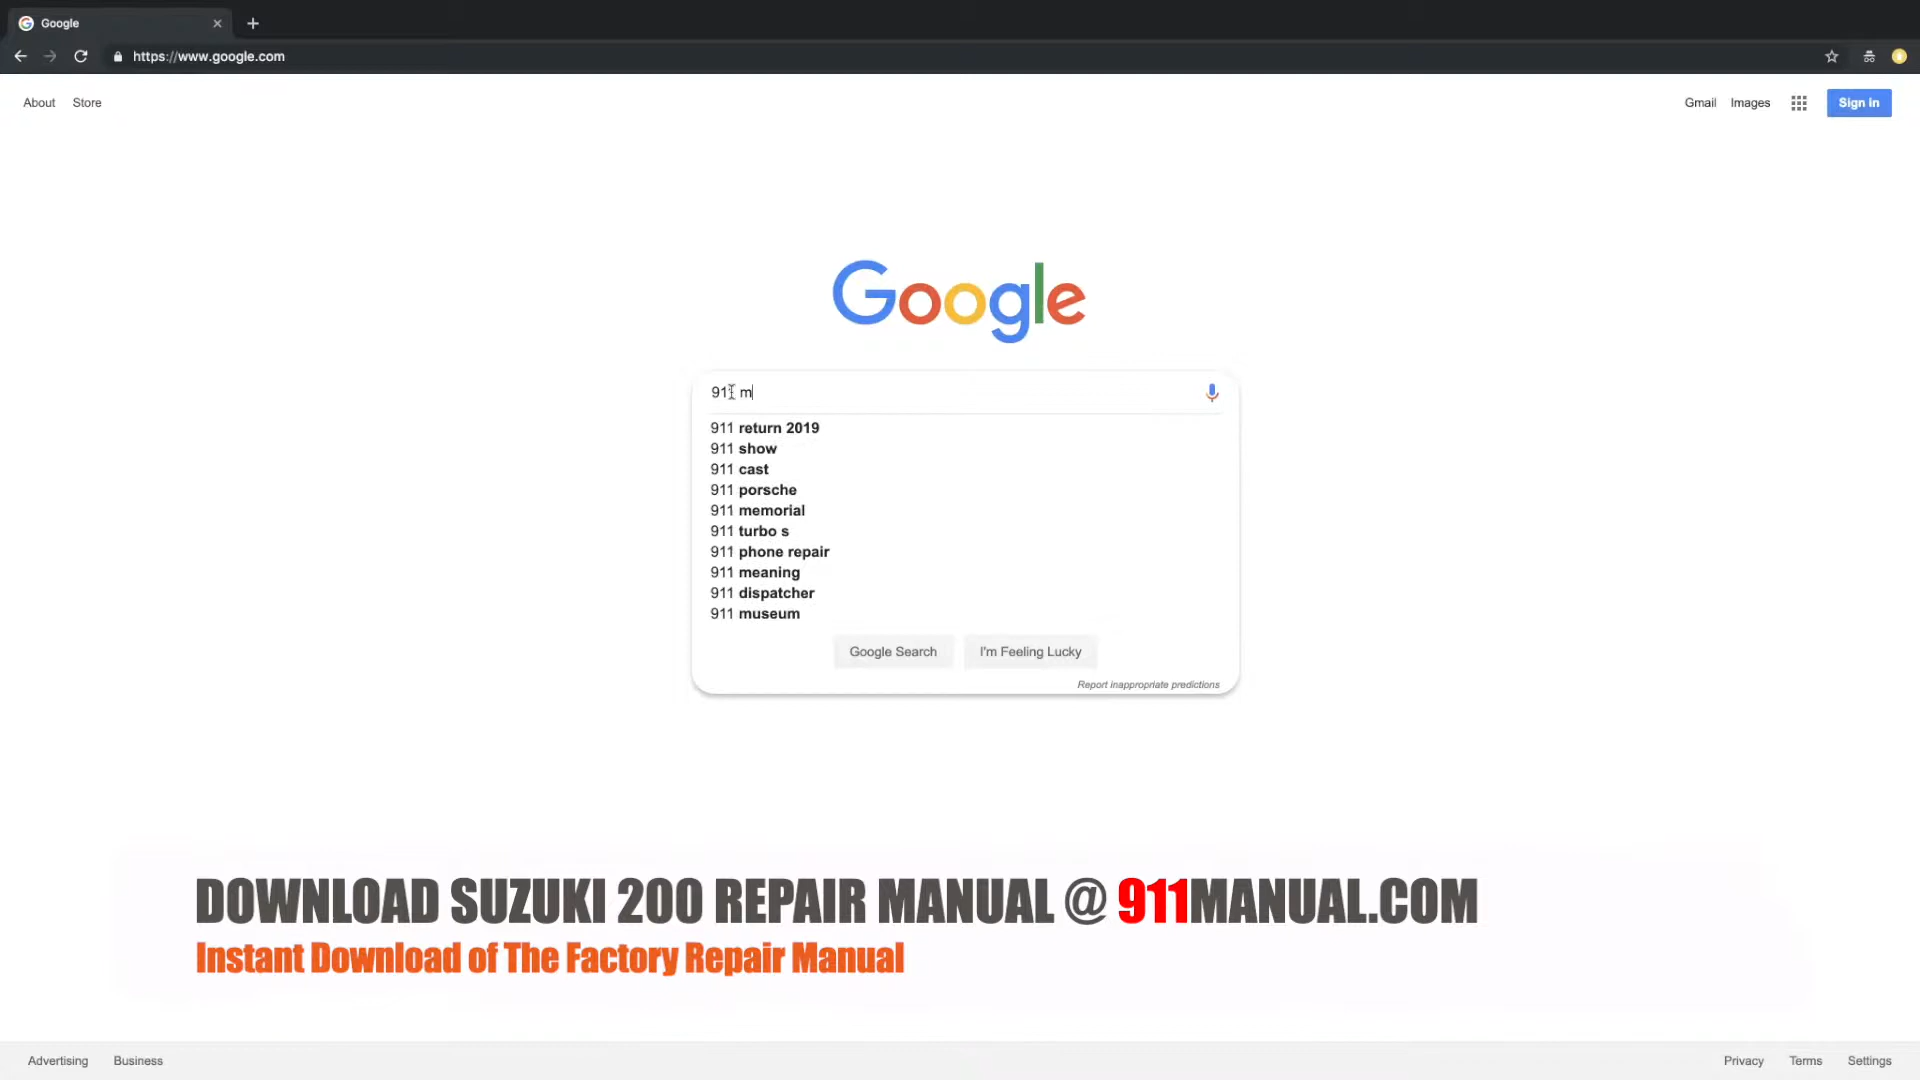 Google
https://www.google.com
About Store
Gmail Images Sign in
Google
911 m
911 return 2019
911 show
911 cast
911 porsche
911 memorial
911 turbo s
911 phone repair
911 meaning
911 dispatcher
911 museum
Google Search I'm Feeling Lucky
Report inappropriate predictions
DOWNLOAD SUZUKI 200 REPAIR MANUAL @ 911MANUAL.COM
Instant Download of The Factory Repair Manual
Advertising Business
Privacy Terms Settings